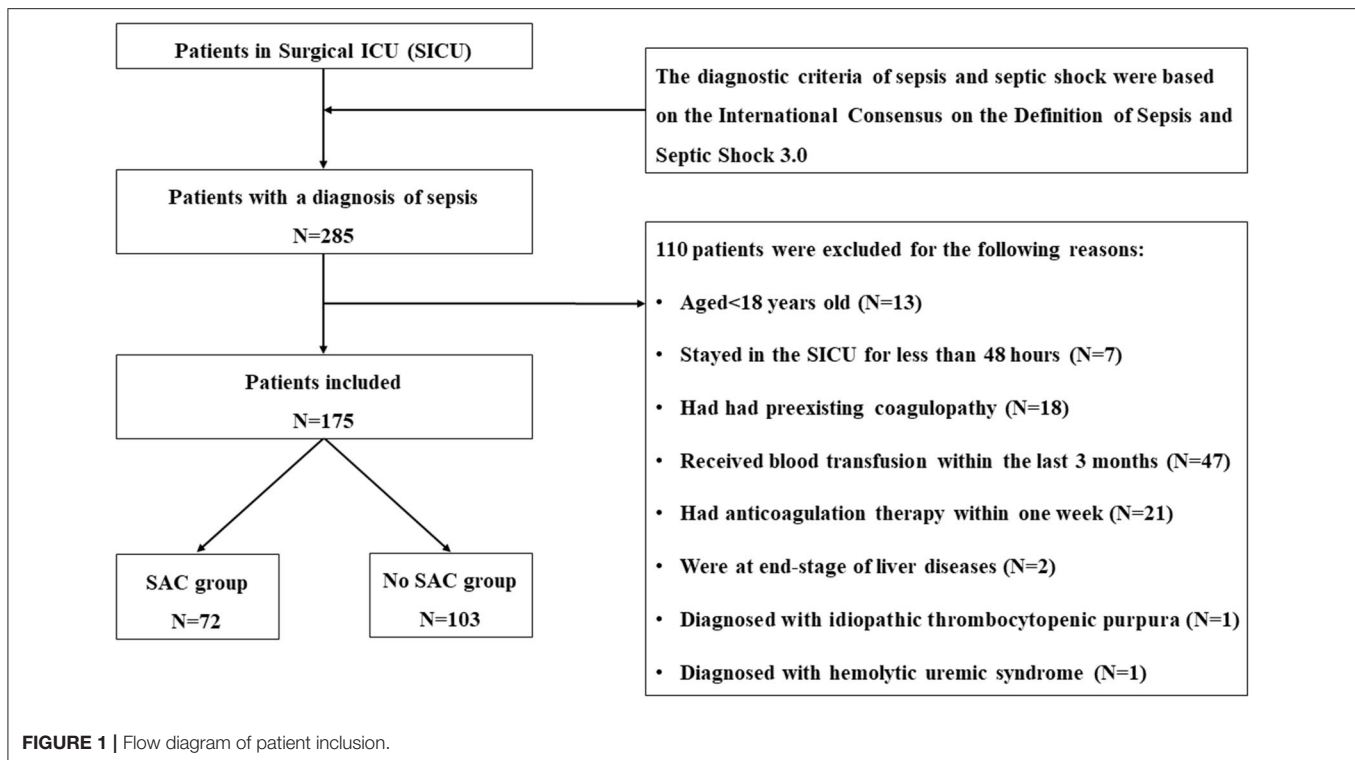 Patients in Surgical ICU (SICU)
The diagnostic criteria of sepsis and septic shock were based
on the International Consensus on the Definition of Sepsis and
Septic Shock 3.0
Patients with a diagnosis of sepsis
N=285
110 patients were excluded for the following reasons:
• Aged<18 years old (N=13)
• Stayed in the SICU for less than 48 hours (N=7)
• Had had preexisting coagulopathy (N=18)
• Received blood transfusion within the last 3 months (N=47)
• Had anticoagulation therapy within one week (N=21)
• Were at end-stage of liver diseases (N=2)
• Diagnosed with idiopathic thrombocytopenic purpura (N=1)
• Diagnosed with hemolytic uremic syndrome (N=1)
Patients included
N=175
SAC group
N=72
No SAC group
N=103
FIGURE 1 | Flow diagram of patient inclusion.